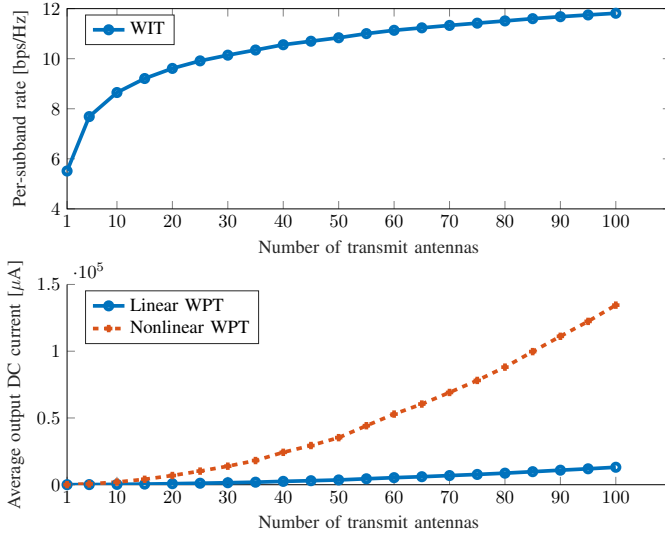 12
10
8
6
4
Per-subband rate [bps/Hz]
WIT
1 10 20 30 40 50 60 70 80 90 100
Number of transmit antennas
·10⁵
1.5
1
0.5
0
Average output DC current [μA]
Linear WPT
Nonlinear WPT
1 10 20 30 40 50 60 70 80 90 100
Number of transmit antennas